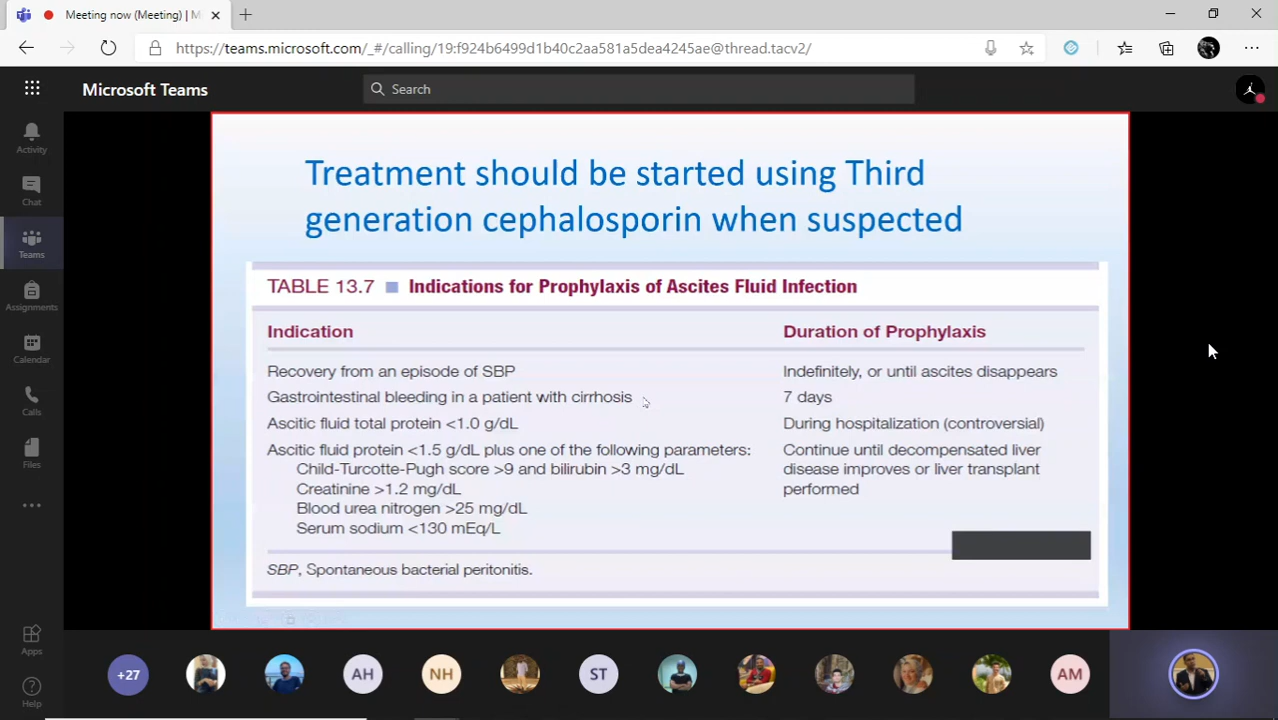 Meeting now (Meeting) | M
https://teams.microsoft.com/_#/calling/19:f924b6499d1b40c2aa581a5dea4245ae@thread.tacv2/
Microsoft Teams
Search
Activity
Chat
Teams
Assignments
Calendar
Calls
Files
Apps
Help
Treatment should be started using Third
generation cephalosporin when suspected
TABLE 13.7 Indications for Prophylaxis of Ascites Fluid Infection
Indication Duration of Prophylaxis
Recovery from an episode of SBP Indefinitely, or until ascites disappears
Gastrointestinal bleeding in a patient with cirrhosis 7 days
Ascitic fluid total protein <1.0 g/dL During hospitalization (controversial)
Ascitic fluid protein <1.5 g/dL plus one of the following parameters: Continue until decompensated liver
Child-Turcotte-Pugh score >9 and bilirubin >3 mg/dL disease improves or liver transplant
Creatinine >1.2 mg/dL performed
Blood urea nitrogen >25 mg/dL
Serum sodium <130 mEq/L
SBP, Spontaneous bacterial peritonitis.
+27 AH NH ST AM